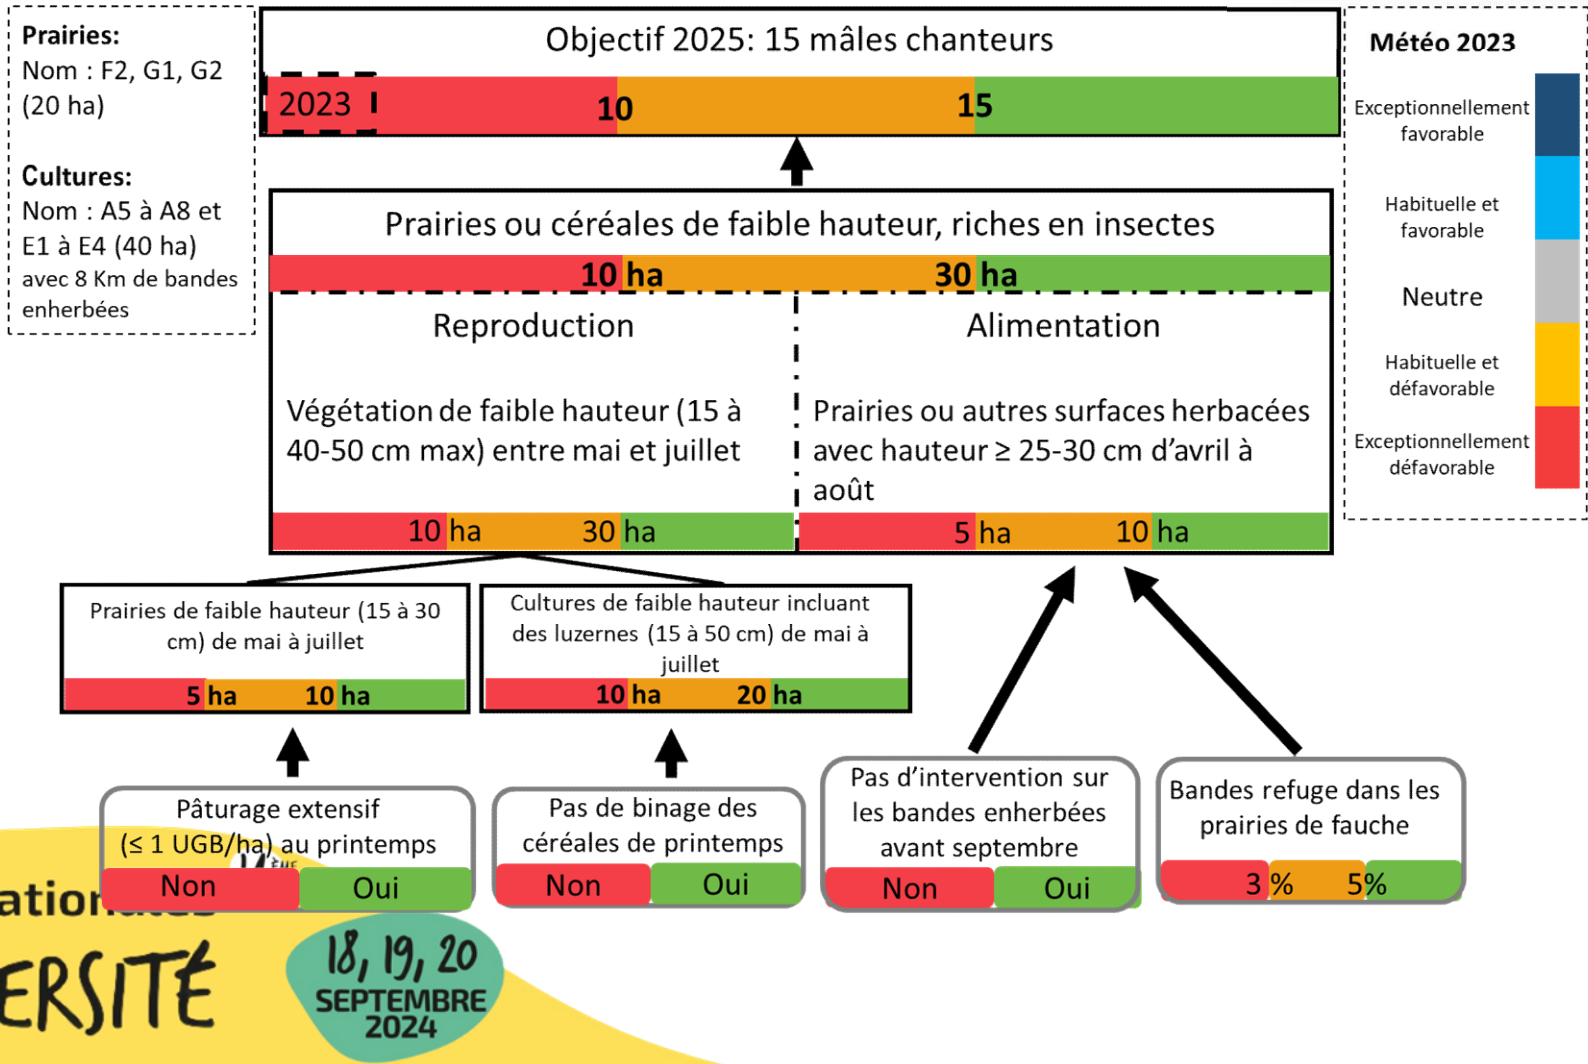 Prairies:
Nom : F2, G1, G2
(20 ha)
Cultures:
Nom : A5 à A8 et
E1 à E4 (40 ha)
avec 8 Km de bandes
enherbées
Objectif 2025: 15 mâles chanteurs
2023 10 15
Prairies ou céréales de faible hauteur, riches en insectes
10 ha 30 ha
Reproduction
Végétation de faible hauteur (15 à
40-50 cm max) entre mai et juillet
10 ha 30 ha
Alimentation
Prairies ou autres surfaces herbacées
avec hauteur ≥ 25-30 cm d'avril à
août
5 ha 10 ha
Météo 2023
Exceptionnellement
favorable
Habituelle et
favorable
Neutre
Habituelle et
défavorable
Exceptionnellement
défavorable
Prairies de faible hauteur (15 à 30
cm) de mai à juillet
5 ha 10 ha
Cultures de faible hauteur incluant
des luzernes (15 à 50 cm) de mai à
juillet
10 ha 20 ha
Pâturage extensif
(≤ 1 UGB/ha) au printemps
Non Oui
Pas de binage des
céréales de printemps
Non Oui
Pas d'intervention sur
les bandes enherbées
avant septembre
Non Oui
Bandes refuge dans les
prairies de fauche
3 % 5%
ERSITÉ
18, 19, 20
SEPTEMBRE
2024